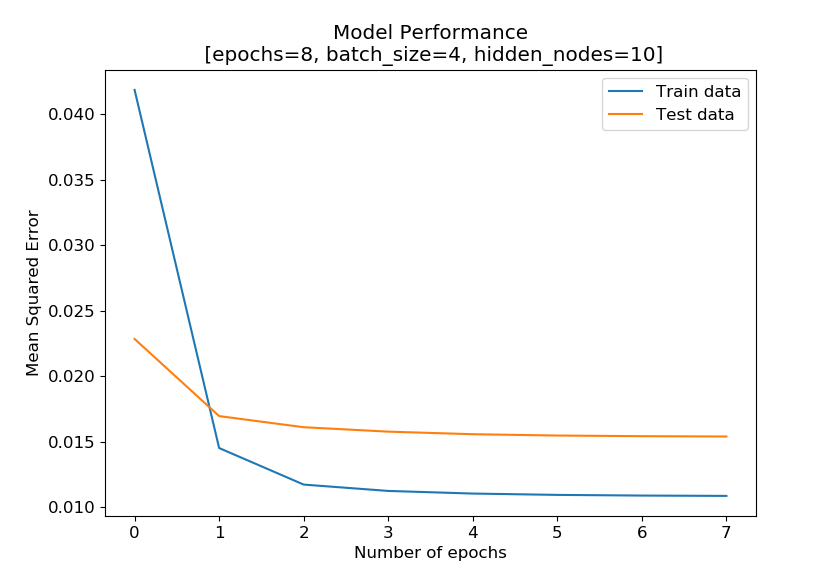 Model Performance
[epochs=8, batch_size=4, hidden_nodes=10]
Train data
Test data
0.040
0.035
0.030
0.025
0.020
0.015
0.010
Mean Squared Error
0 1 2 3 4 5 6 7
Number of epochs